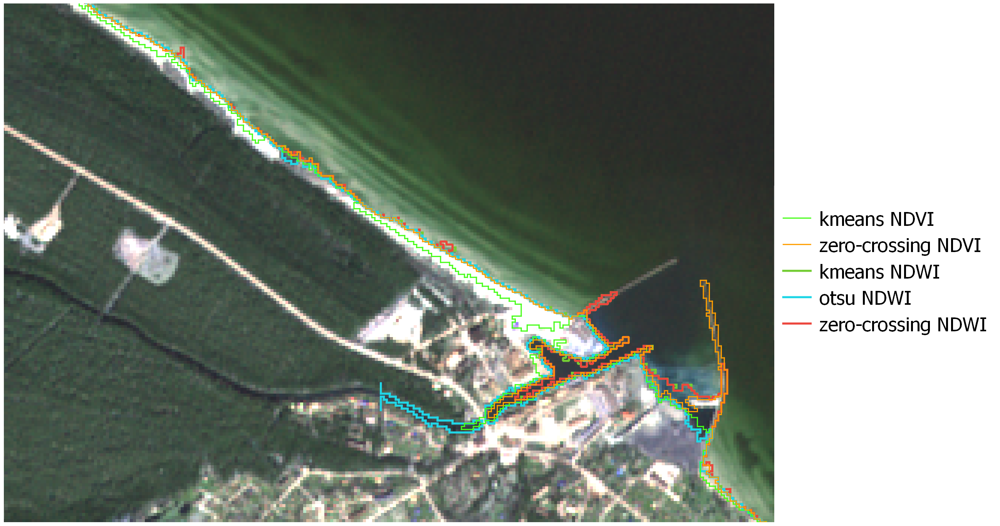 kmeans NDVI
zero-crossing NDVI
kmeans NDWI
otsu NDWI
zero-crossing NDWI